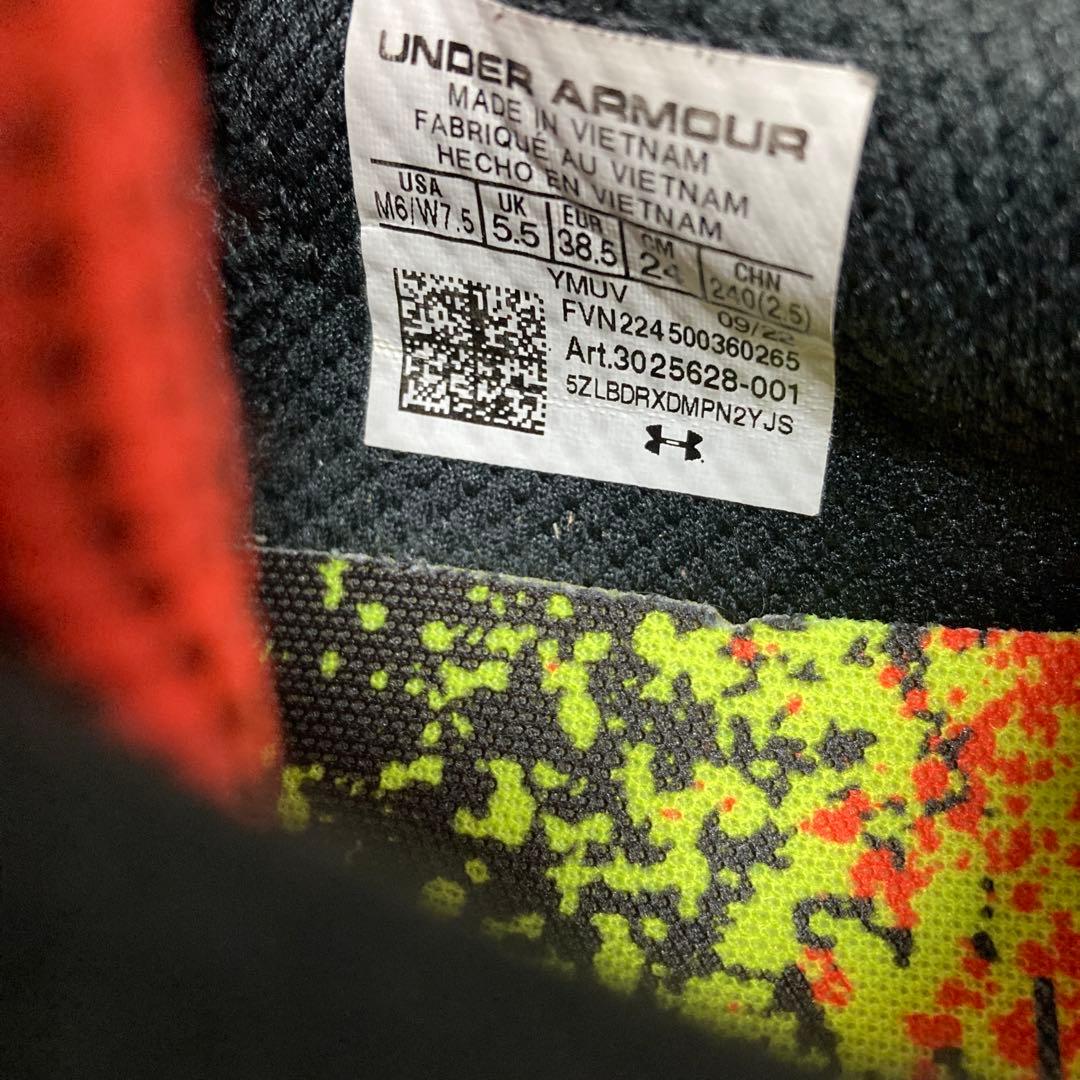 UNDER ARMOUR
MADE IN VIETNAM
FABRIQUÉ AU VIETNAM
HECHO EN VIETNAM
USA UK EUR CM CHN
M6/W7.5 5.5 38.5 24 240(2.5)
YMUV 09/22
FVN224500360265
Art.3025628-001
5ZLBDRXDMPN2YJS